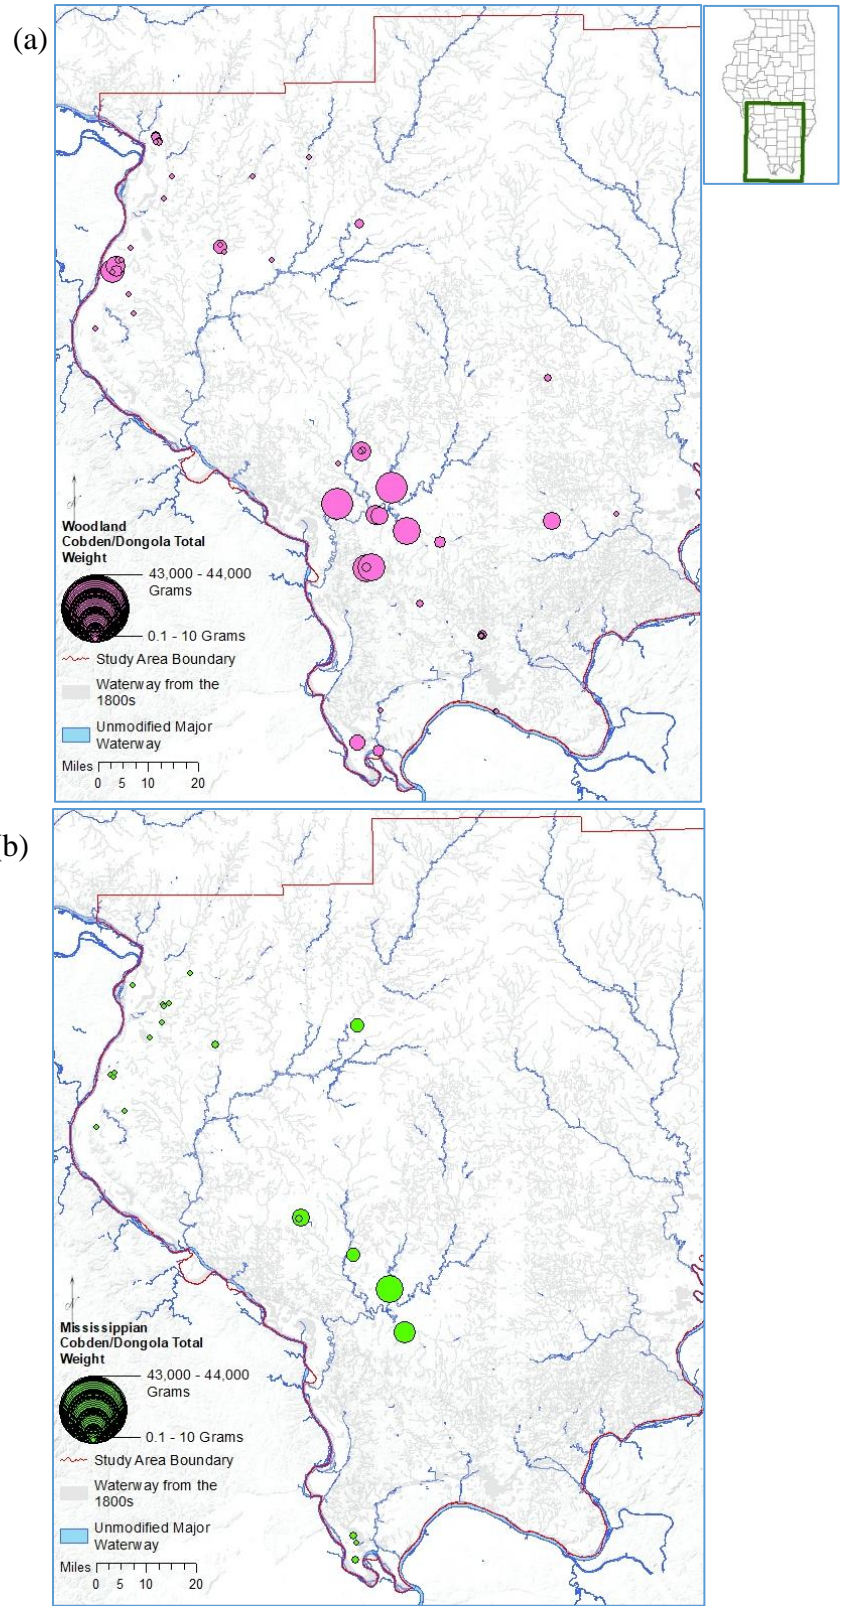 (a)
Woodland
Cobden/Dongola Total
Weight
43,000 - 44,000
Grams
0.1 - 10 Grams
Study Area Boundary
Waterway from the
1800s
Unmodified Major
Waterway
Miles
0 5 10 20
(b)
Mississippian
Cobden/Dongola Total
Weight
43,000 - 44,000
Grams
0.1 - 10 Grams
Study Area Boundary
Waterway from the
1800s
Unmodified Major
Waterway
Miles
0 5 10 20